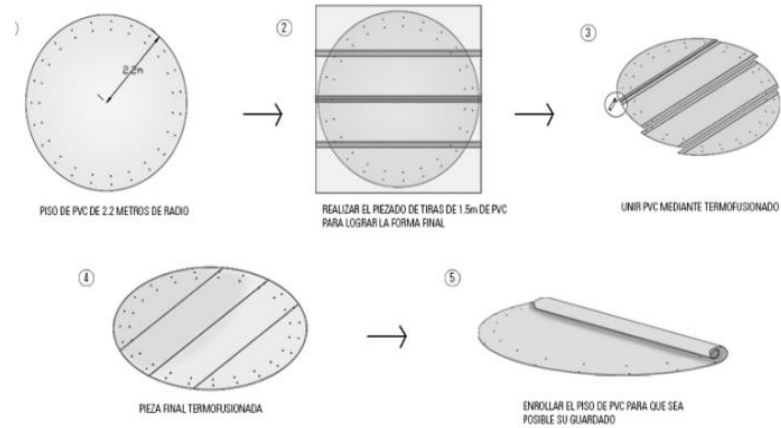 2.2m
PISO DE PVC DE 2.2 METROS DE RADIO
2
REALIZAR EL PIEZADO DE TIRAS DE 1.5m DE PVC
PARA LOGRAR LA FORMA FINAL
3
UNIR PVC MEDIANTE TERMOFUSIONADO
4
PIEZA FINAL TERMOFUSIONADA
5
ENROLLAR EL PISO DE PVC PARA QUE SEA
POSIBLE SU GUARDADO